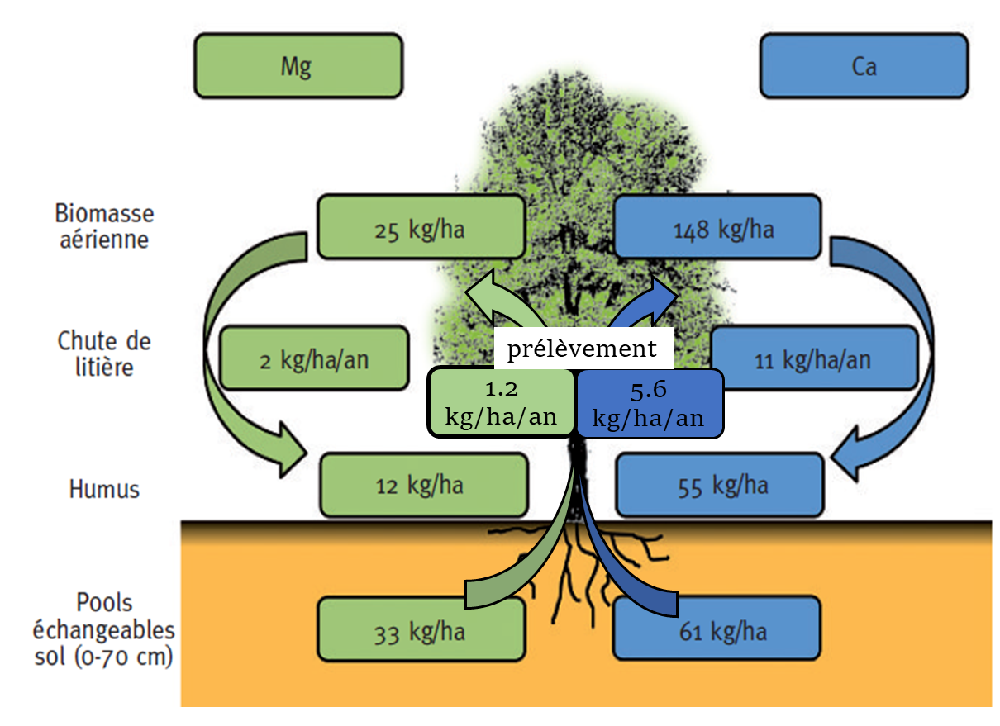 Mg
Ca
Biomasse
aérienne
25 kg/ha
148 kg/ha
Chute de
litière
2 kg/ha/an
prélèvement
11 kg/ha/an
1.2
kg/ha/an
5.6
kg/ha/an
Humus
12 kg/ha
55 kg/ha
Pools
échangeables
sol (0-70 cm)
33 kg/ha
61 kg/ha